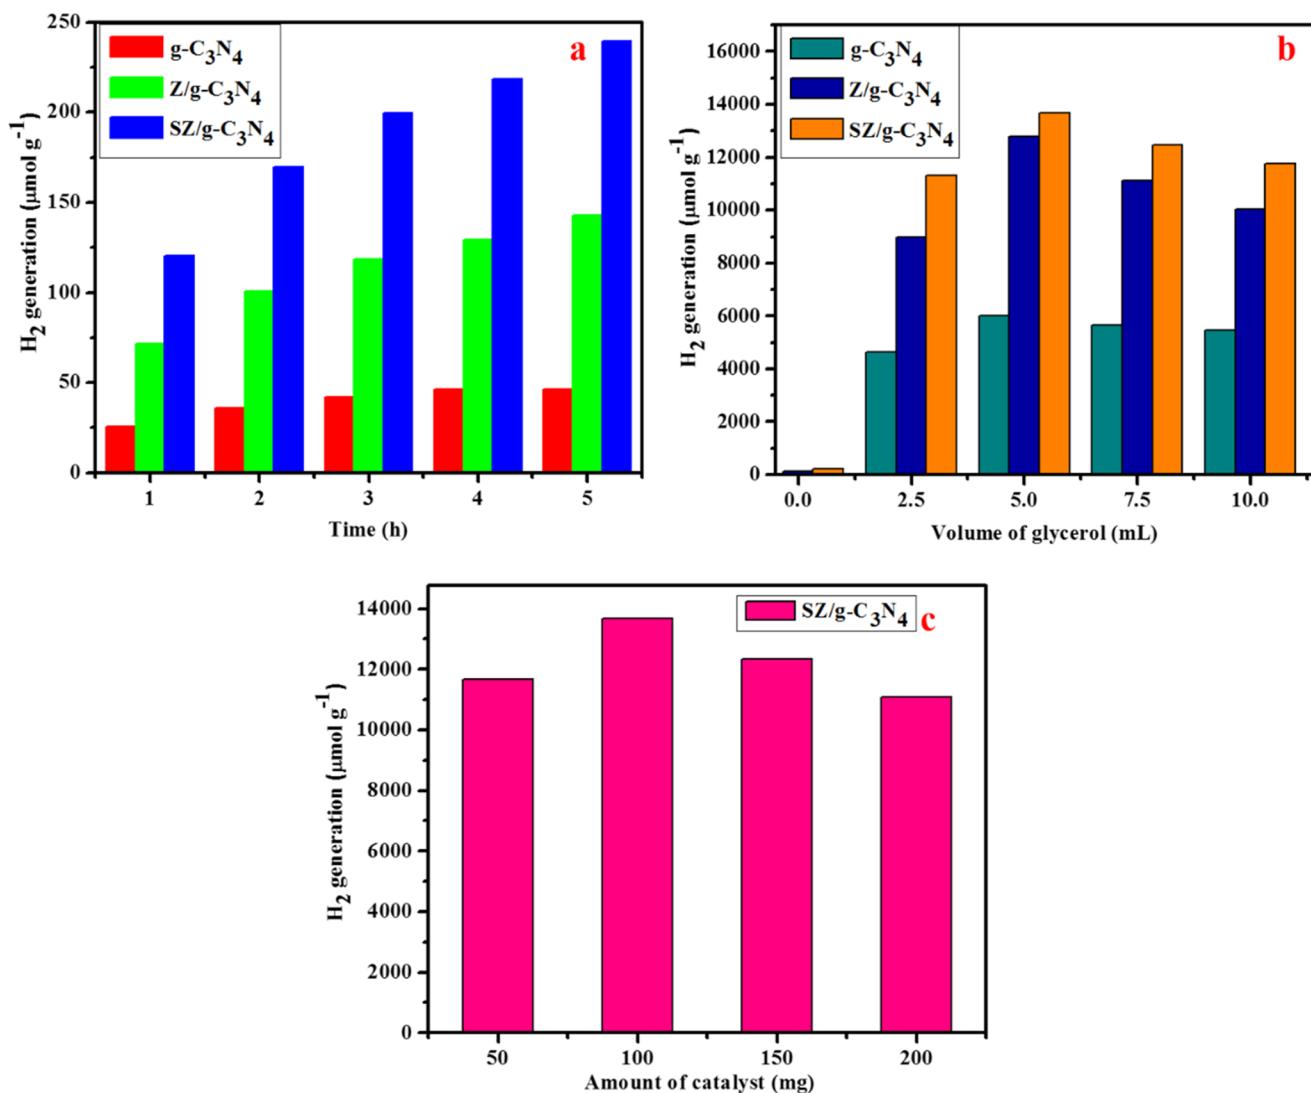 a
g-C3N4
Z/g-C3N4
SZ/g-C3N4
H2 generation (μmol g-1)
250
200
150
100
50
0
1 2 3 4 5
Time (h)
b
g-C3N4
Z/g-C3N4
SZ/g-C3N4
H2 generation (μmol g-1)
16000
14000
12000
10000
8000
6000
4000
2000
0
0.0 2.5 5.0 7.5 10.0
Volume of glycerol (mL)
SZ/g-C3N4 c
H2 generation (μmol g-1)
14000
12000
10000
8000
6000
4000
2000
0
50 100 150 200
Amount of catalyst (mg)